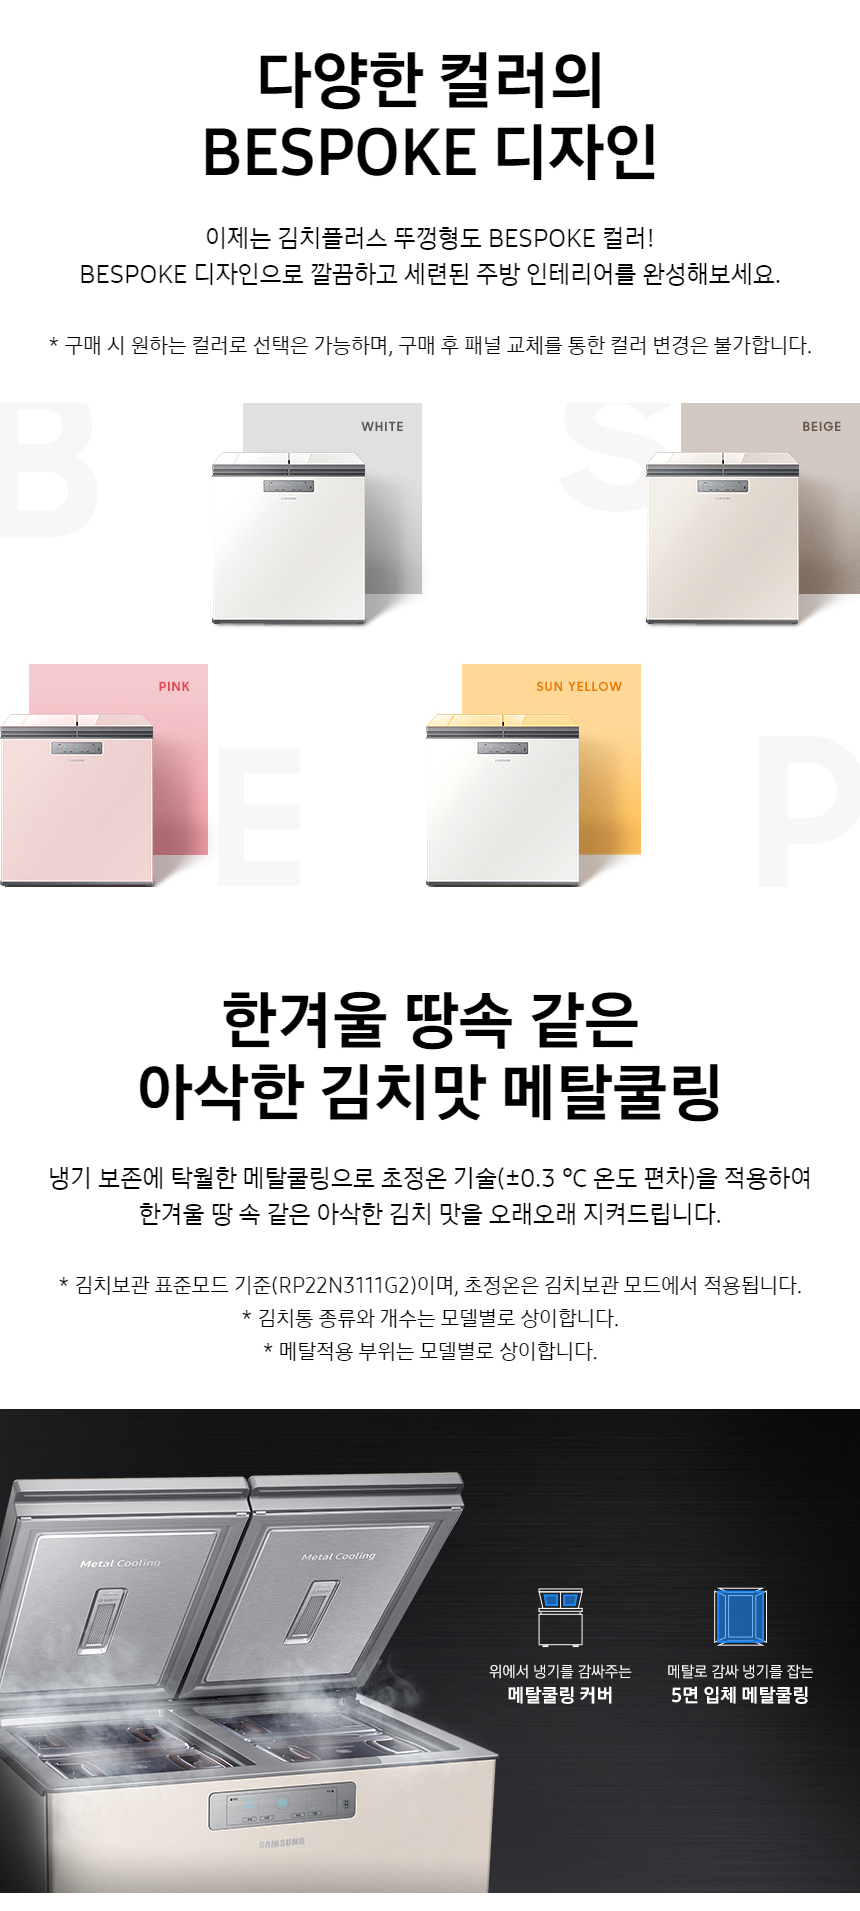 다양한 컬러의
BESPOKE 디자인
이제는 김치플러스 뚜껑형도 BESPOKE 컬러!
BESPOKE 디자인으로 깔끔하고 세련된 주방 인테리어를 완성해보세요.
* 구매 시 원하는 컬러로 선택은 가능하며, 구매 후 패널 교체를 통한 컬러 변경은 불가합니다.
B
WHITE
S
BEIGE
SAMSUNG
SAMSUNG
PINK
SUN YELLOW
SAMSUNG
E
SAMSUNG
P
한겨울 땅속 같은
아삭한 김치맛 메탈쿨링
냉기 보존에 탁월한 메탈쿨링으로 초정온 기술(±0.3 ℃ 온도 편차)을 적용하여
한겨울 땅 속 같은 아삭한 김치 맛을 오래오래 지켜드립니다.
* 김치보관 표준모드 기준(RP22N3111G2)이며, 초정온은 김치보관 모드에서 적용됩니다.
* 김치통 종류와 개수는 모델별로 상이합니다.
* 메탈적용 부위는 모델별로 상이합니다.
Metal Cooling
Metal Cooling
위에서 냉기를 감싸주는
메탈쿨링 커버
메탈로 감싸 냉기를 잡는
5면 입체 메탈쿨링
SAMSUNG